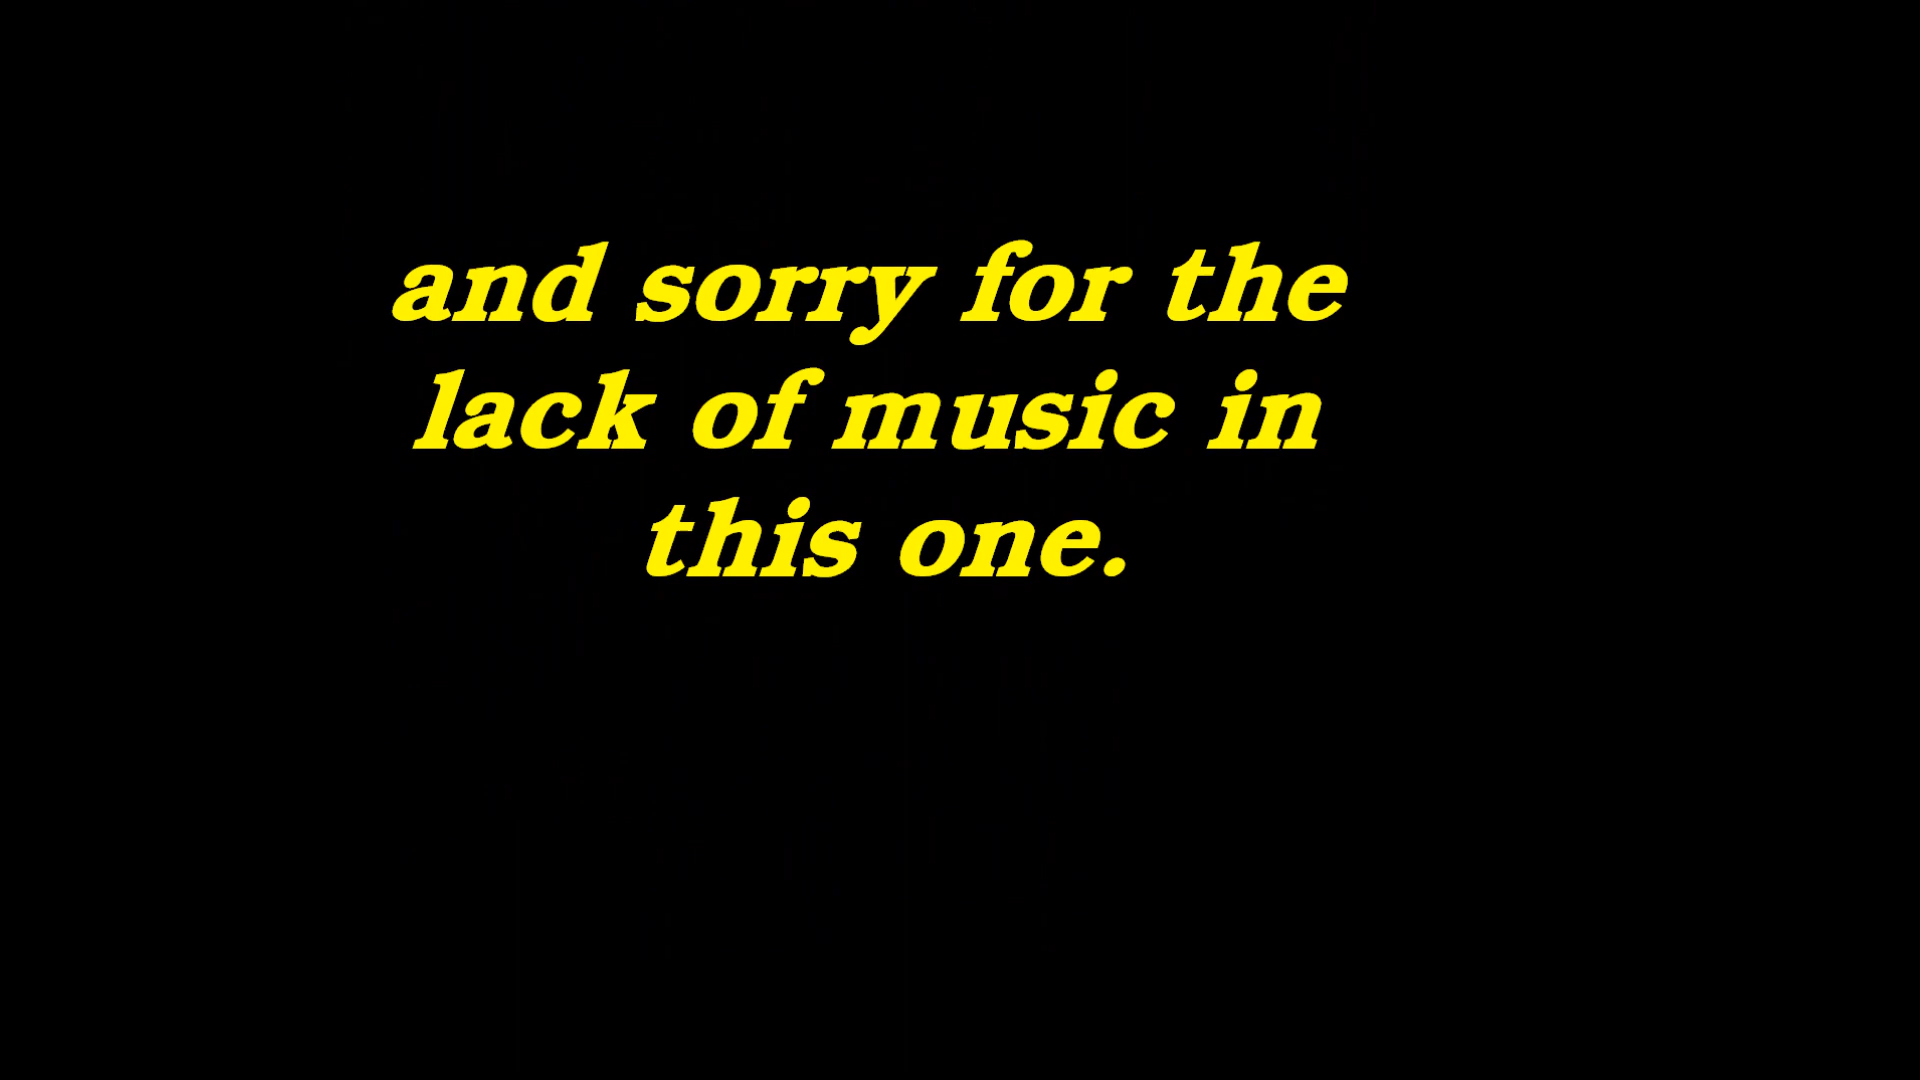 and sorry for the
lack of music in
this one.